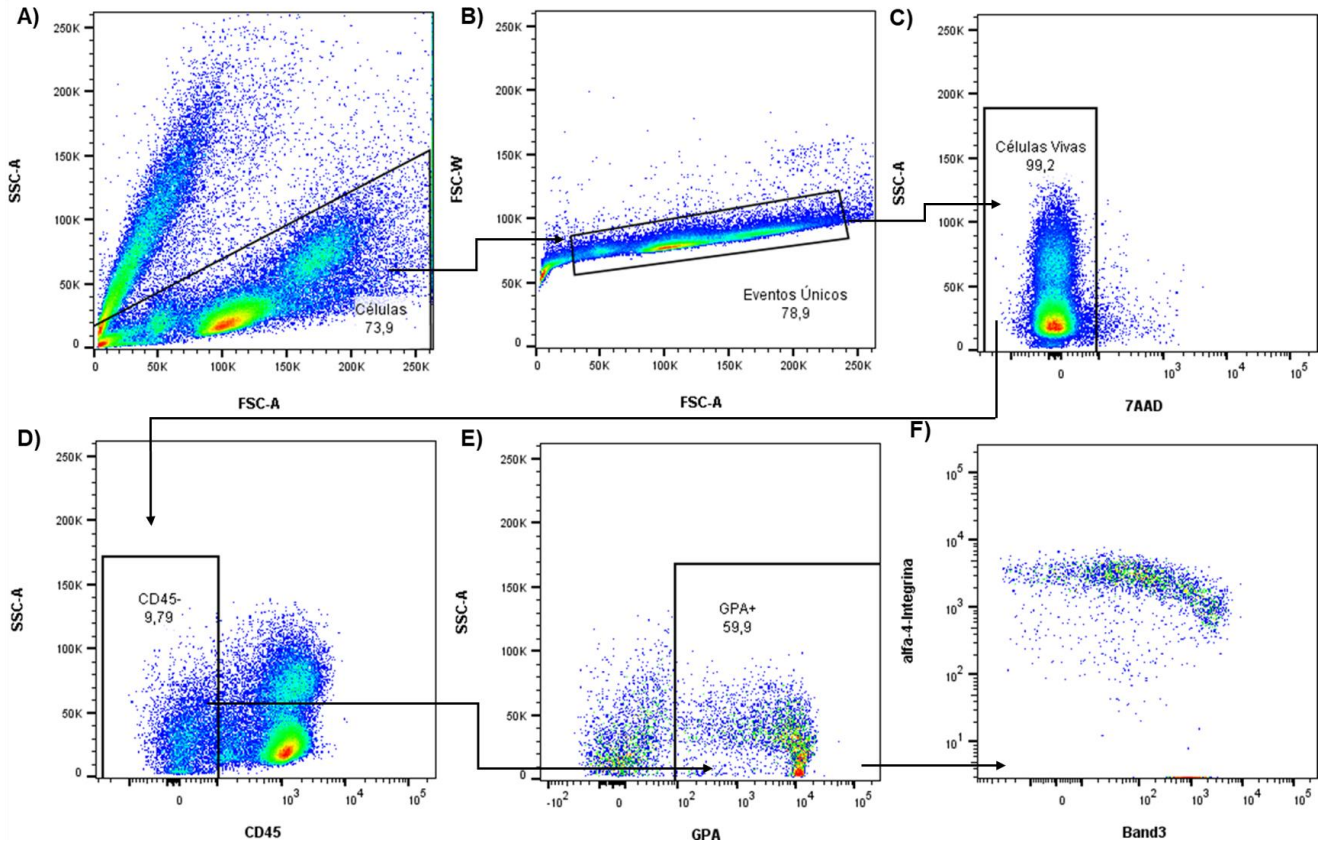 A)
SSC-A
250K
200K
150K
100K
50K
0
Células
73,9
0
50K
100K
150K
200K
250K
FSC-A
B)
FSC-W
250K
200K
150K
100K
50K
0
Eventos Únicos
78,9
0
50K
100K
150K
200K
250K
FSC-A
C)
SSC-A
250K
200K
150K
100K
50K
0
Células Vivas
99,2
0
10³
10⁴
10⁵
7AAD
D)
SSC-A
250K
200K
150K
100K
50K
0
CD45-
9,79
0
10³
10⁴
10⁵
CD45
E)
SSC-A
250K
200K
150K
100K
50K
0
GPA+
59,9
-10²
0
10²
10³
10⁴
10⁵
GPA
F)
alfa-4-Integrina
10⁵
10⁴
10³
10²
10¹
0
10²
10³
10⁴
10⁵
Band3